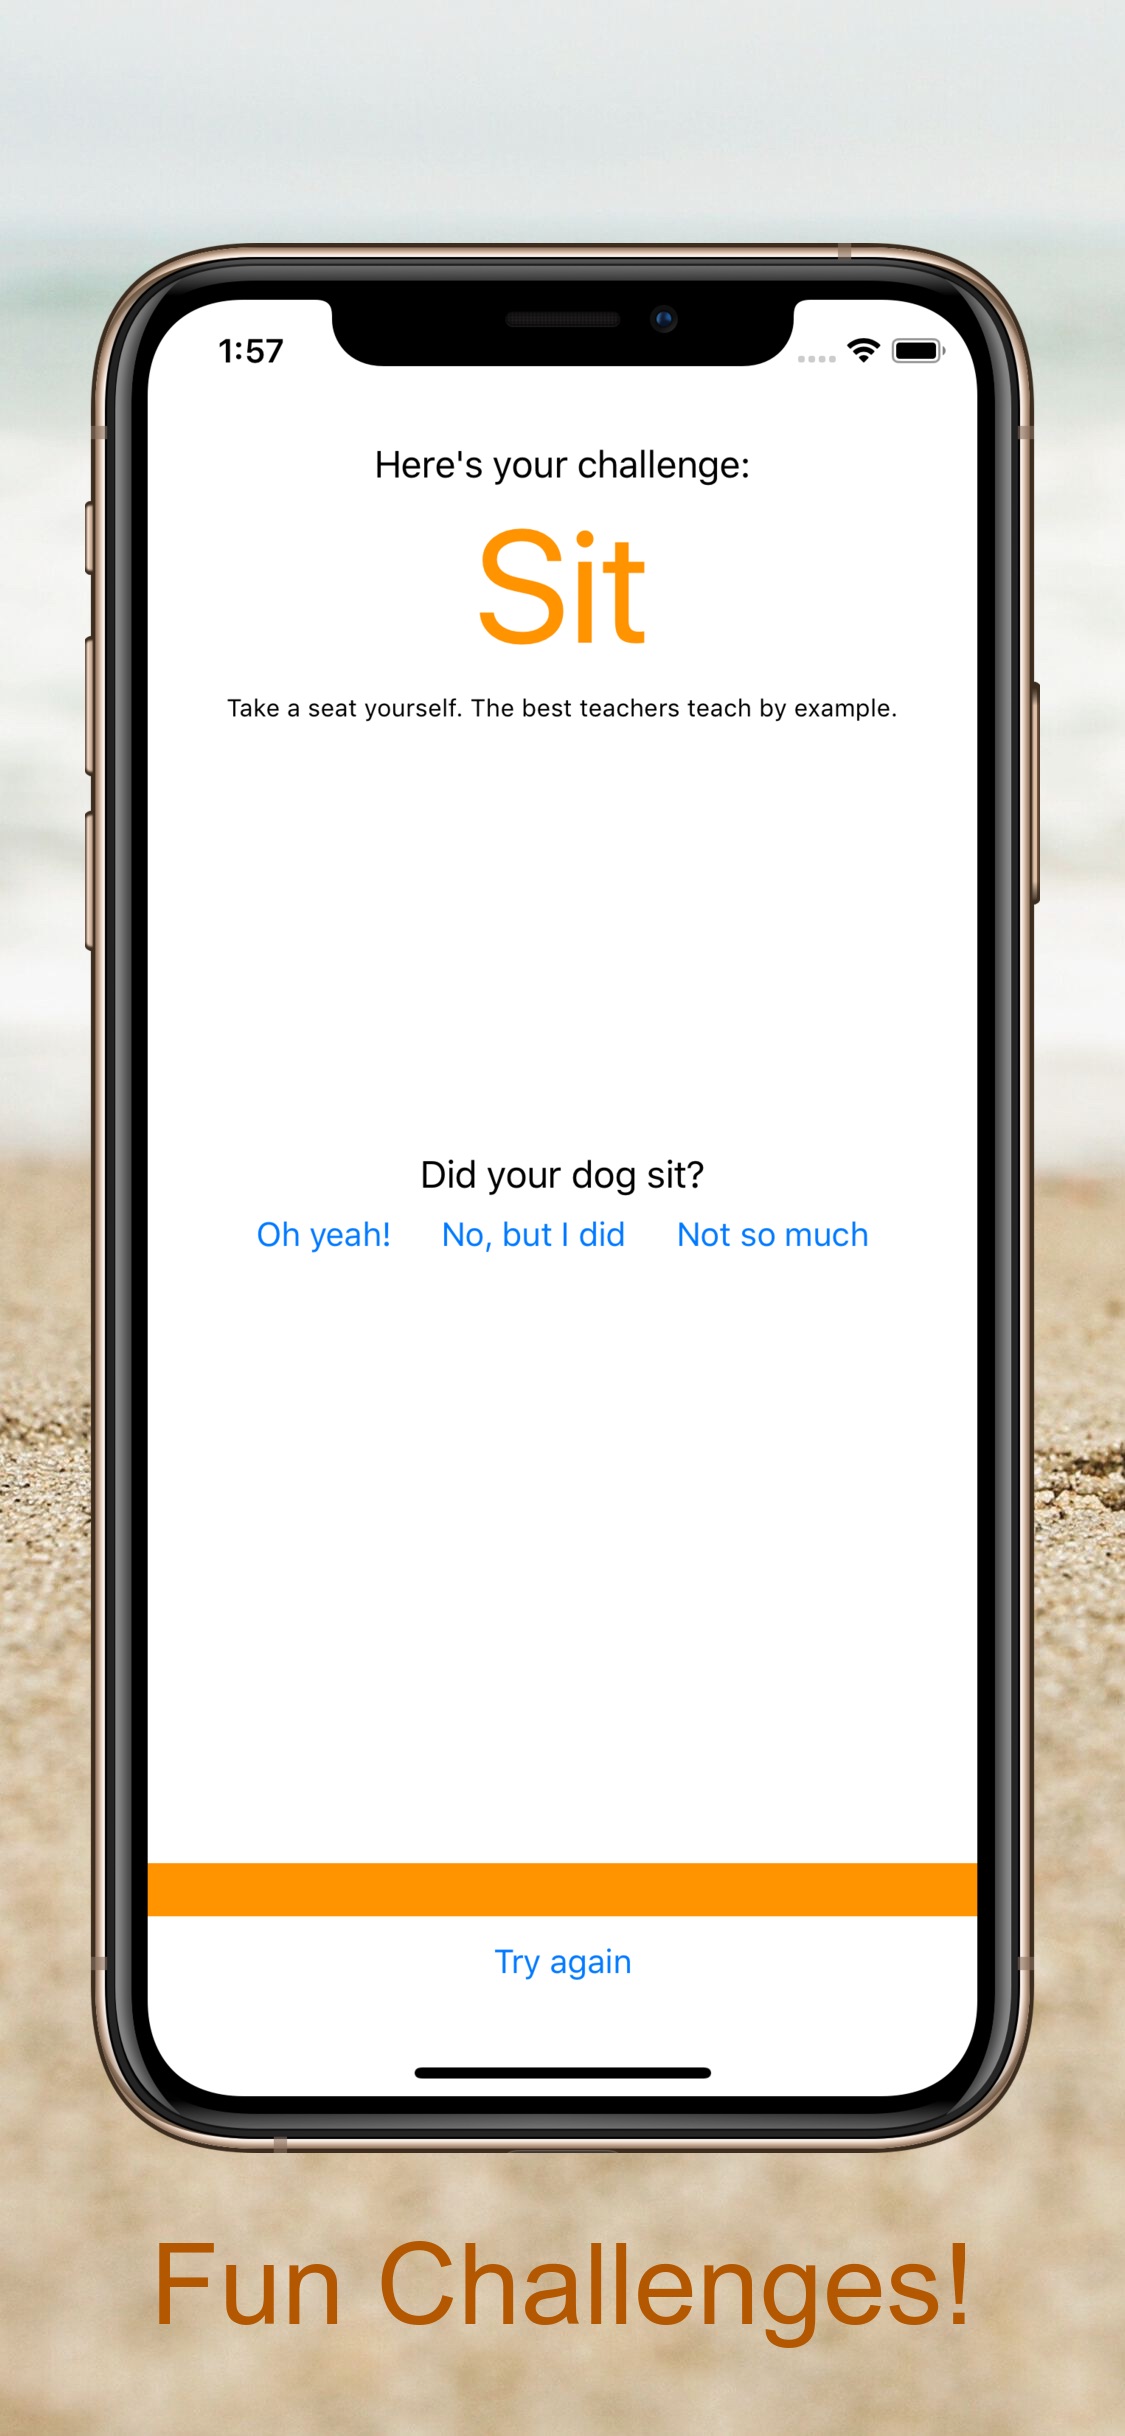 1:57
Here's your challenge:
Sit
Take a seat yourself. The best teachers teach by example.
Did your dog sit?
Oh yeah! No, but I did Not so much
Try again
Fun Challenges!